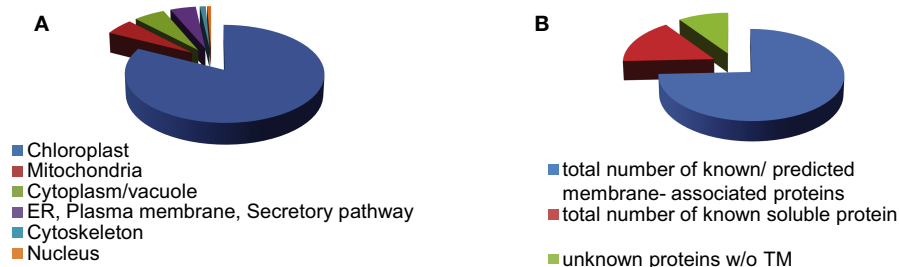 A
Chloroplast
Mitochondria
Cytoplasm/vacuole
ER, Plasma membrane, Secretory pathway
Cytoskeleton
Nucleus
B
total number of known/ predicted
membrane- associated proteins
total number of known soluble protein
unknown proteins w/o TM